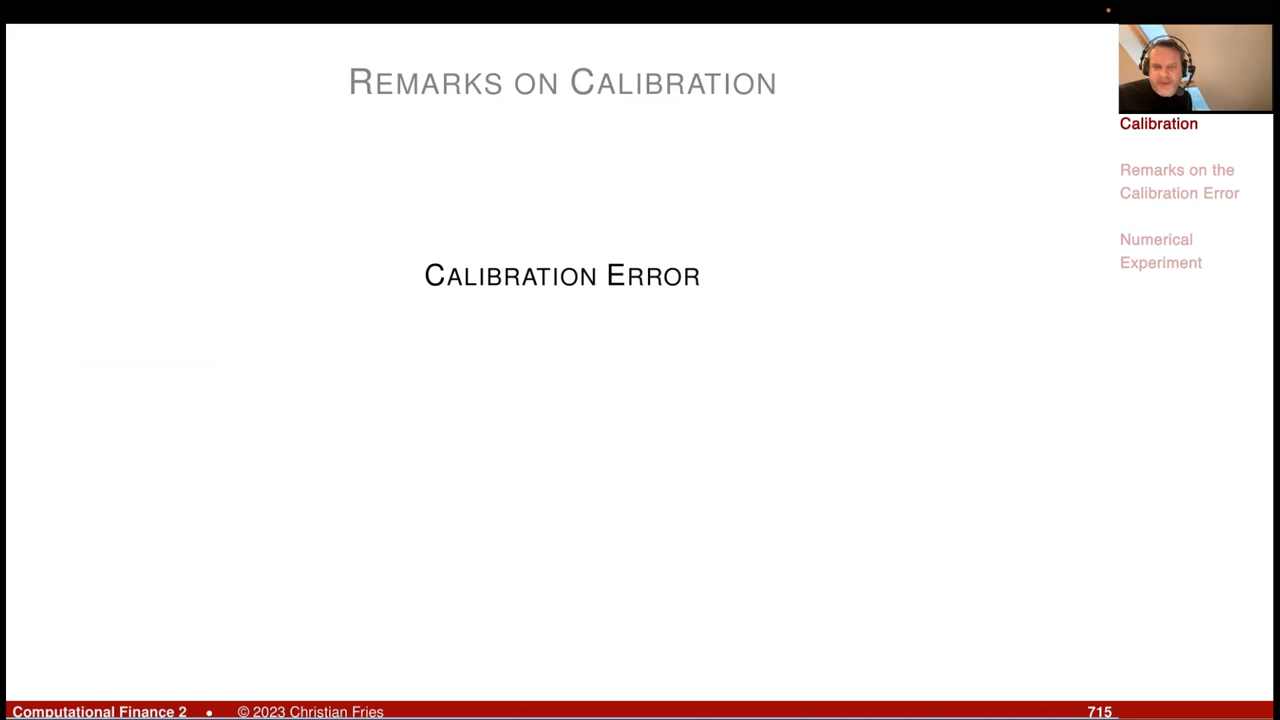 REMARKS ON CALIBRATION
CALIBRATION ERROR
Calibration
Remarks on the
Calibration Error
Numerical
Experiment
Computational Finance 2 • © 2023 Christian Fries 715